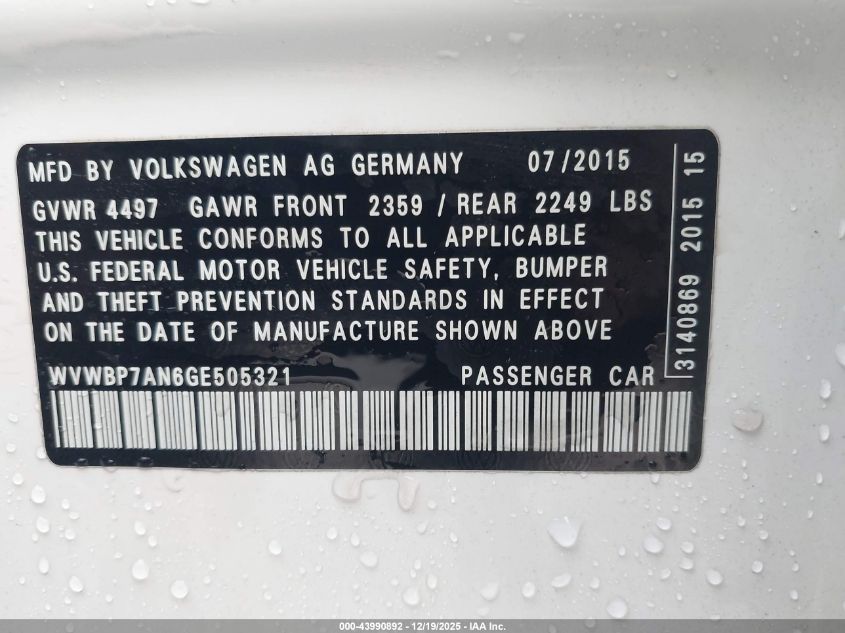 MFD BY VOLKSWAGEN AG GERMANY 07/2015
GVWR 4497 GAWR FRONT 2359 / REAR 2249 LBS
THIS VEHICLE CONFORMS TO ALL APPLICABLE
U.S. FEDERAL MOTOR VEHICLE SAFETY, BUMPER
AND THEFT PREVENTION STANDARDS IN EFFECT
ON THE DATE OF MANUFACTURE SHOWN ABOVE
WVWBP7AN6GE505321 PASSENGER CAR
3140869 2015 15
000-43990892 - 12/19/2025 - IAA Inc.